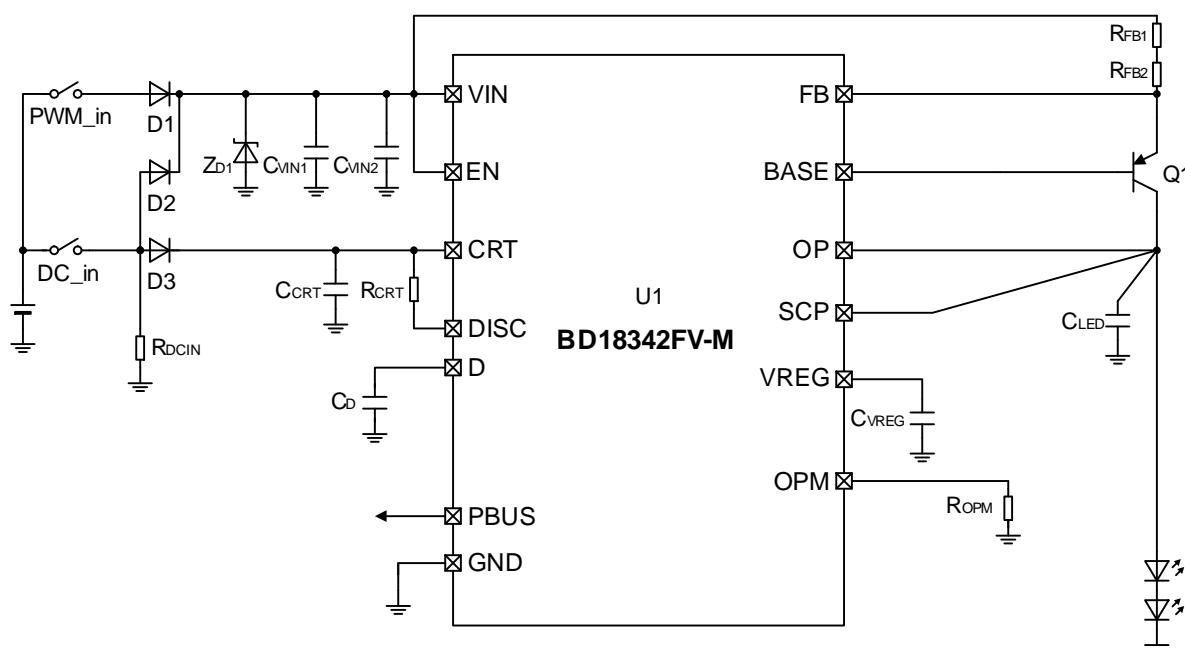 RFB1
RFB2
VIN
FB
PWM_in
D1
ZD1
CVIN1
CVIN2
EN
BASE
Q1
D2
CRT
OP
DC_in
D3
CCRT
RCRT
U1
SCP
CLED
DISC
BD18342FV-M
RDCIN
D
VREG
CD
CVREG
OPM
ROPM
PBUS
GND